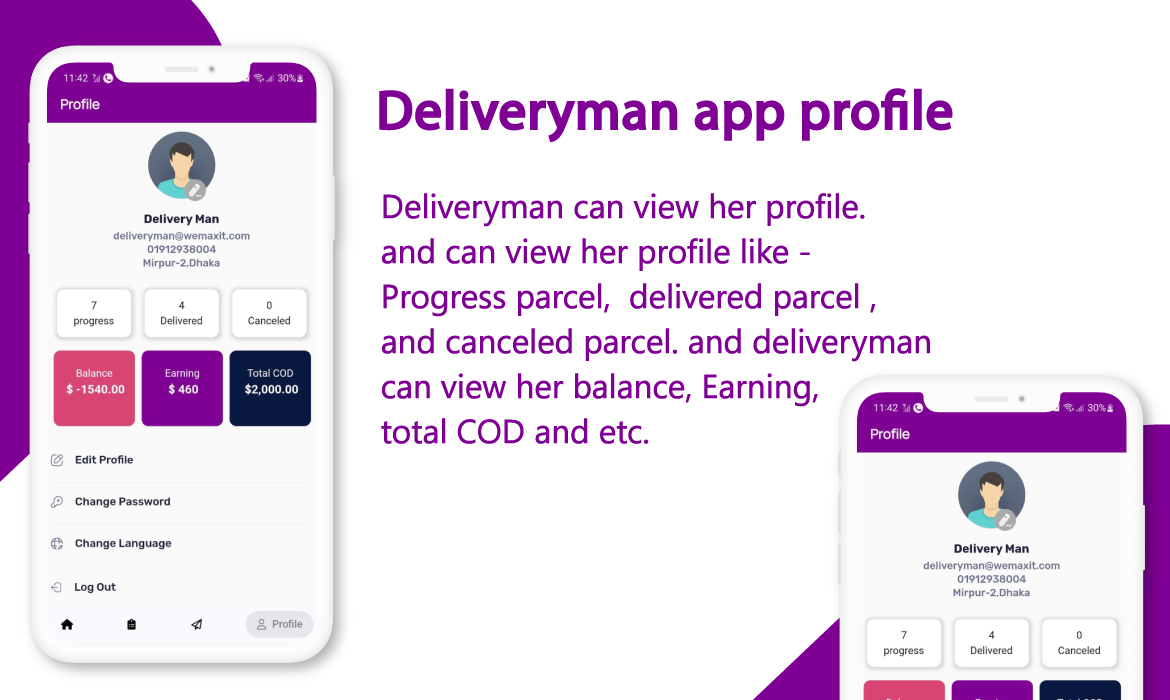 11:42
30%
Profile
Delivery Man
deliveryman@wemaxit.com
01912938004
Mirpur-2,Dhaka
7
progress
4
Delivered
0
Canceled
Balance
$ -1540.00
Earning
$ 460
Total COD
$2,000.00
Edit Profile
Change Password
Change Language
Log Out
Profile
Deliveryman app profile
Deliveryman can view her profile.
and can view her profile like -
Progress parcel,  delivered parcel ,
and canceled parcel. and deliveryman
can view her balance, Earning,
total COD and etc.
11:42
30%
Profile
Delivery Man
deliveryman@wemaxit.com
01912938004
Mirpur-2,Dhaka
7
progress
4
Delivered
0
Canceled